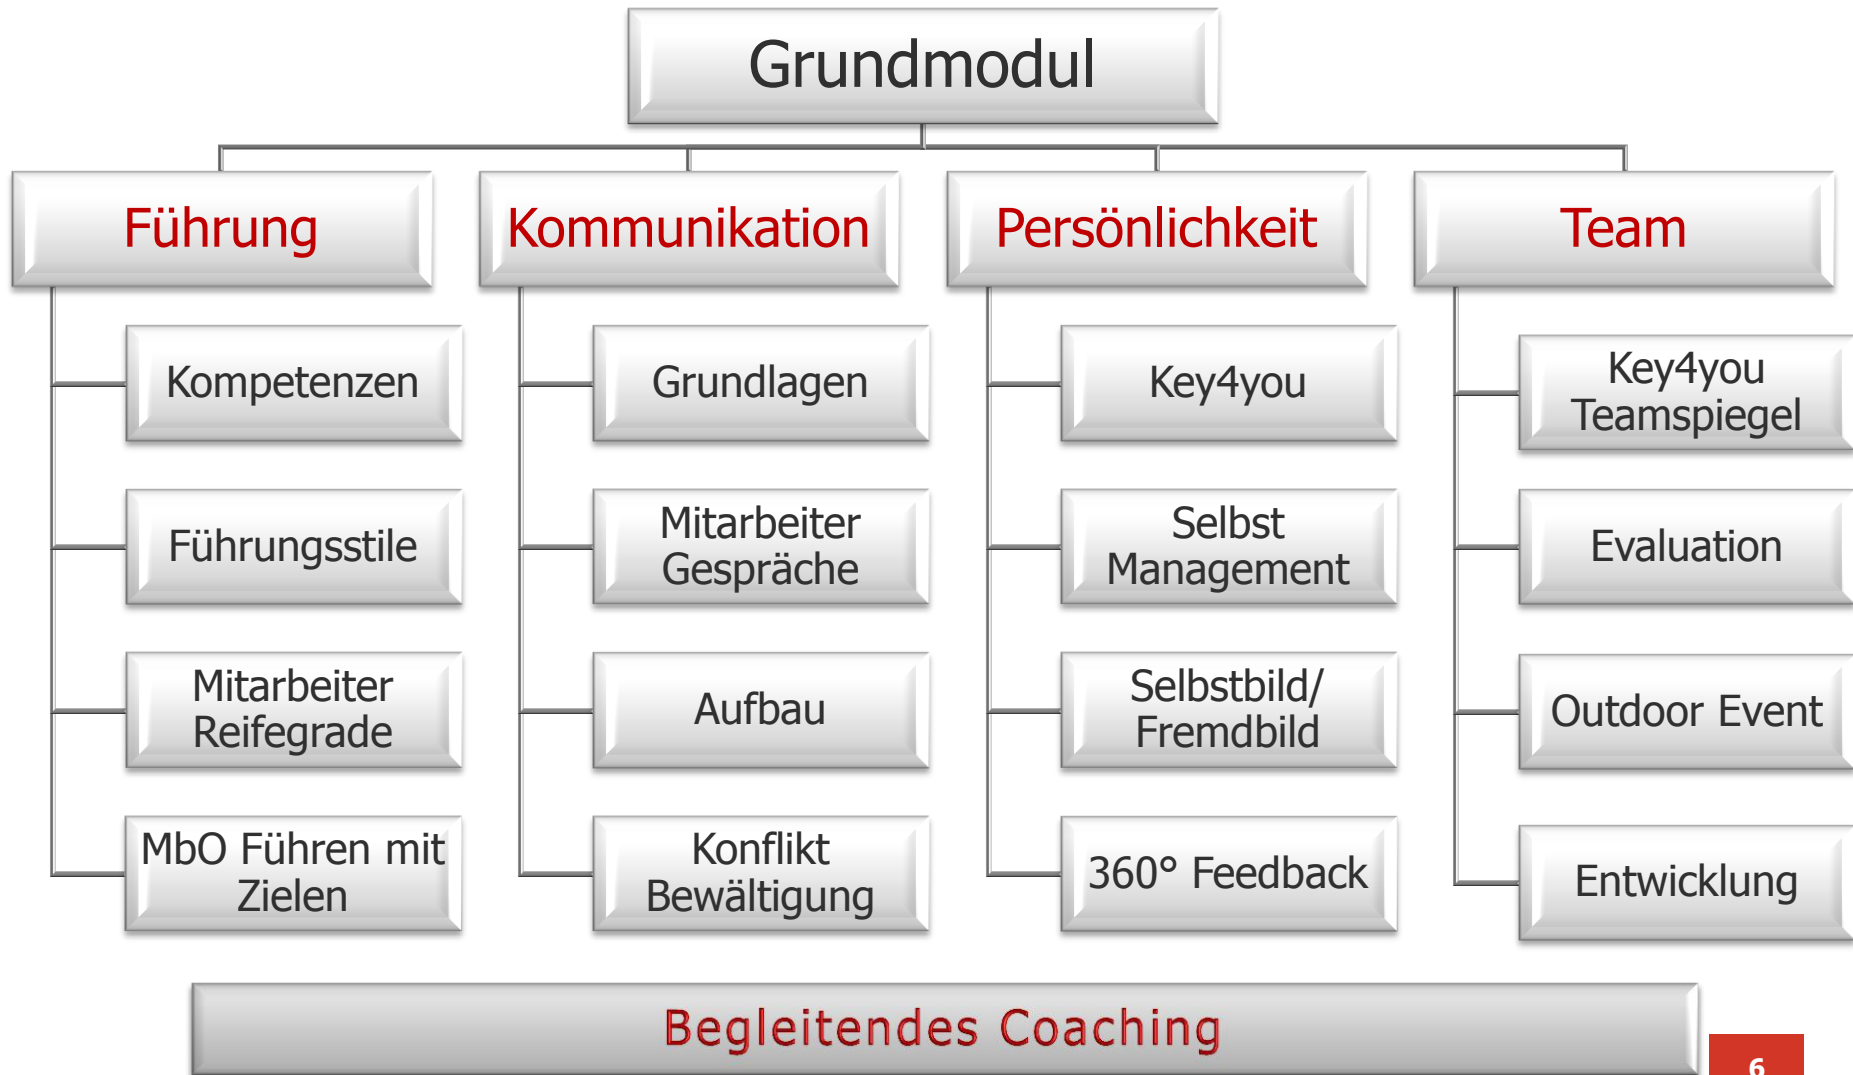 Grundmodul
Führung
Kompetenzen
Führungsstile
Mitarbeiter
Reifegrade
MbO Führen mit
Zielen
Kommunikation
Grundlagen
Mitarbeiter
Gespräche
Aufbau
Konflikt
Bewältigung
Persönlichkeit
Key4you
Selbst
Management
Selbstbild/
Fremdbild
360° Feedback
Team
Key4you
Teamspiegel
Evaluation
Outdoor Event
Entwicklung
Begleitendes Coaching
6